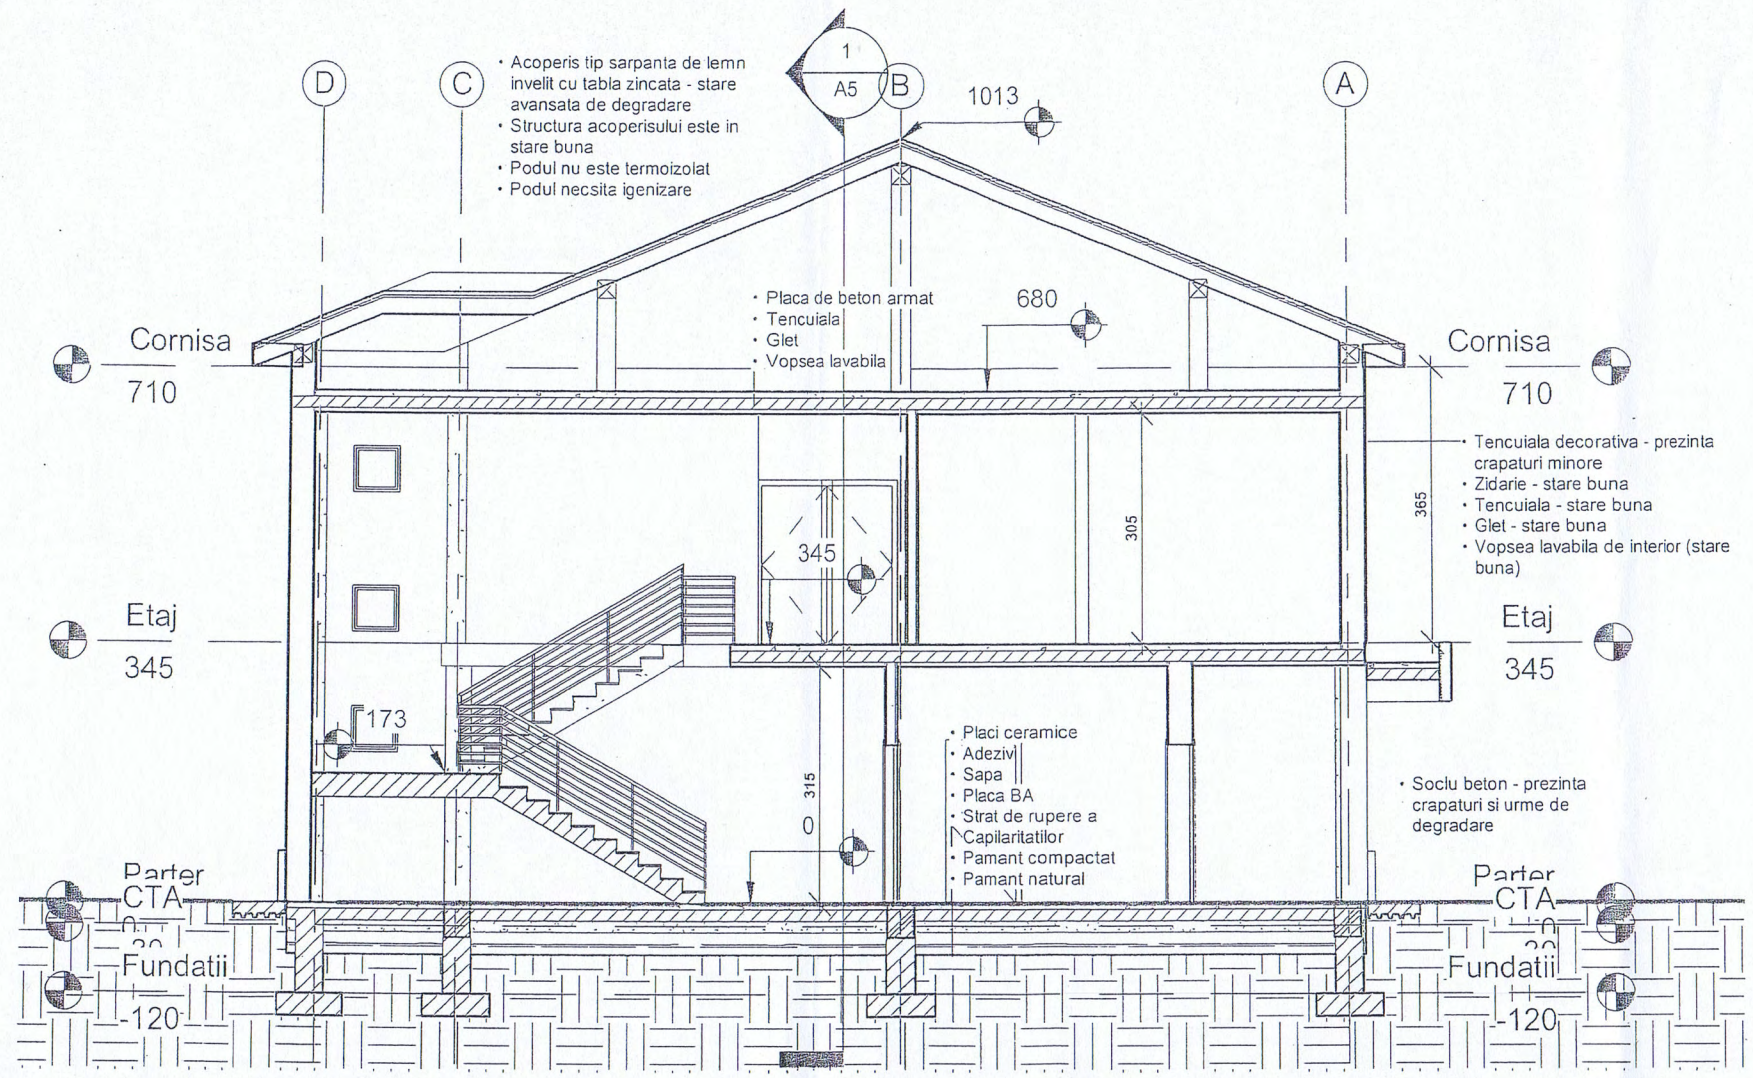 D
C
B
A
1
A5
1013
• Acoperis tip sarpanta de lemn
invelit cu tabla zincata - stare
avansata de degradare
• Structura acoperisului este in
stare buna
• Podul nu este termoizolat
• Podul necsita igenizare
• Placa de beton armat
• Tencuiala
• Glet
• Vopsea lavabila
680
Cornisa
710
Cornisa
710
• Tencuiala decorativa - prezinta
crapaturi minore
• Zidarie - stare buna
• Tencuiala - stare buna
• Glet - stare buna
• Vopsea lavabila de interior (stare
buna)
365
305
345
Etaj
345
Etaj
345
173
315
0
• Placi ceramice
• Adeziv
• Sapa
• Placa BA
• Strat de rupere a
Capilaritatilor
• Pamant compactat
• Pamant natural
• Soclu beton - prezinta
crapaturi si urme de
degradare
Parter
CTA
0
Fundatii
-120
Parter
CTA
0
Fundatii
-120